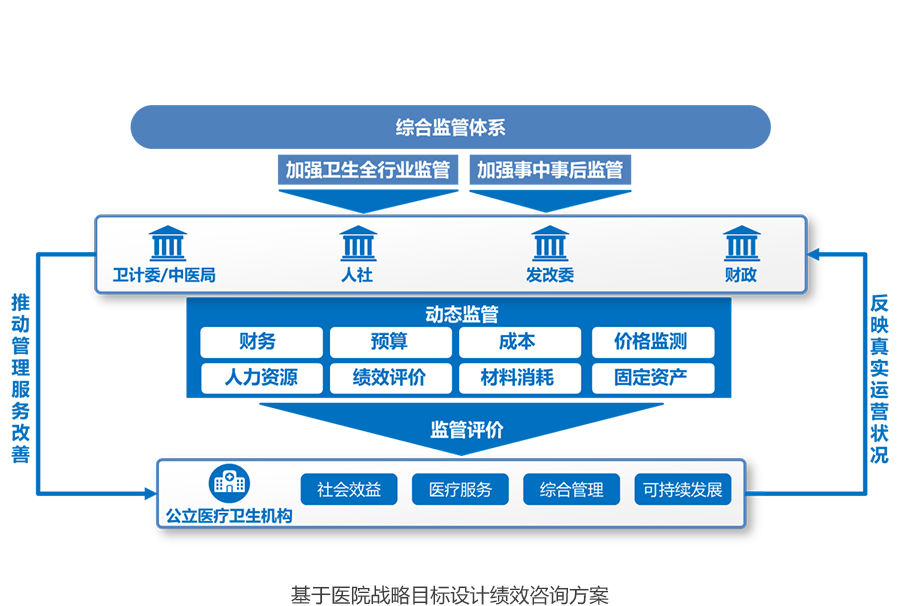 综合监管体系
加强卫生全行业监管
加强事中事后监管
卫计委/中医局
人社
发改委
财政
动态监管
财务
预算
成本
价格监测
人力资源
绩效评价
材料消耗
固定资产
推动管理服务改善
反映真实运营状况
监管评价
公立医疗卫生机构
社会效益
医疗服务
综合管理
可持续发展
基于医院战略目标设计绩效咨询方案